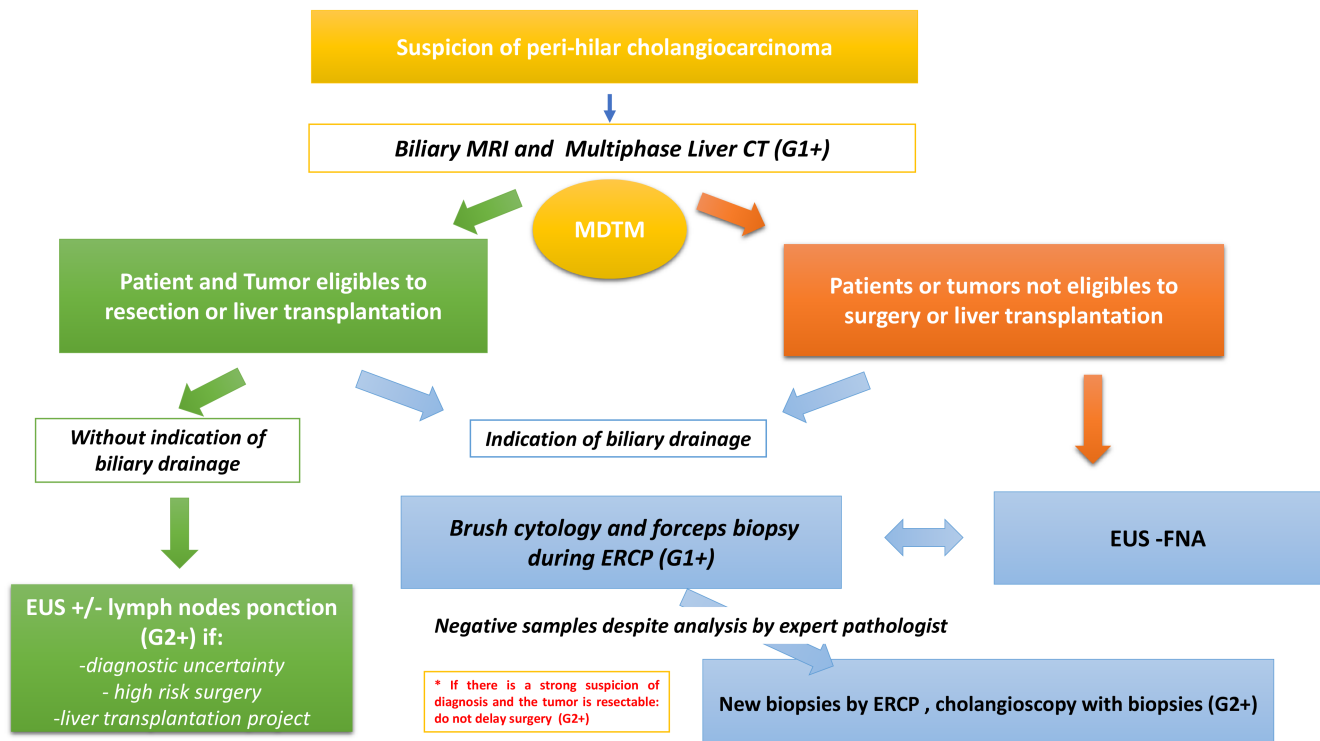 Suspicion of peri-hilar cholangiocarcinoma
Biliary MRI and Multiphase Liver CT (G1+)
MDTM
Patient and Tumor eligibles to
resection or liver transplantation
Patients or tumors not eligibles to
surgery or liver transplantation
Without indication of
biliary drainage
Indication of biliary drainage
Brush cytology and forceps biopsy
during ERCP (G1+)
EUS -FNA
EUS +/- lymph nodes ponction
(G2+) if:
-diagnostic uncertainty
- high risk surgery
-liver transplantation project
Negative samples despite analysis by expert pathologist
* If there is a strong suspicion of
diagnosis and the tumor is resectable:
do not delay surgery (G2+)
New biopsies by ERCP , cholangioscopy with biopsies (G2+)